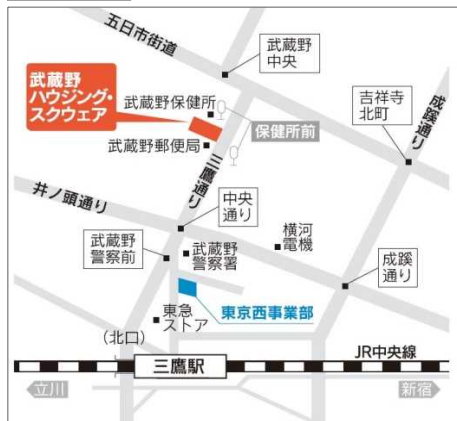 五日市街道
武蔵野
中央
武蔵野
ハウジング・
スクウェア
武蔵野保健所
吉祥寺
北町
成蹊通り
保健所前
武蔵野郵便局
三鷹通り
井ノ頭通り
中央
通り
横河
電機
武蔵野
警察前
武蔵野
警察署
成蹊
通り
東京西事業部
東急
ストア
（北口）
JR中央線
三鷹駅
立川
新宿